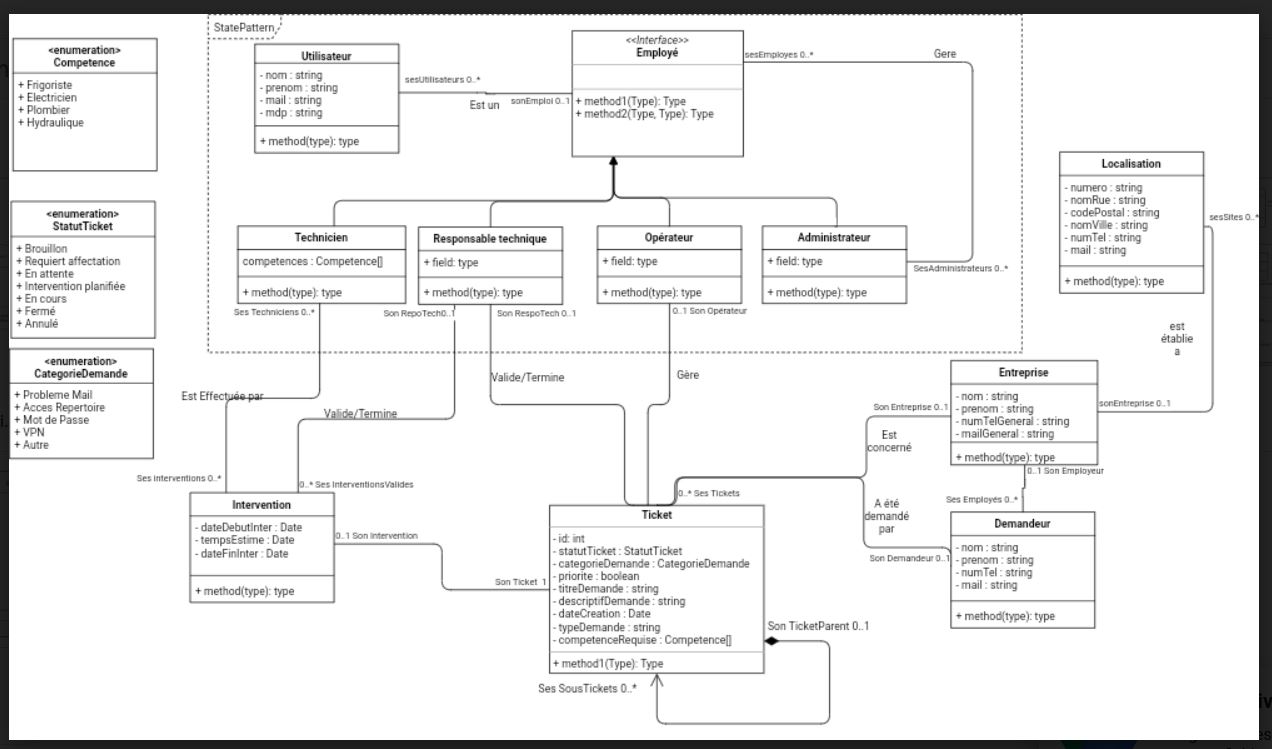 StatePattern
<enumeration>
Competence
+ Frigoriste
+ Electricien
+ Plombier
+ Hydraulique
<enumeration>
StatutTicket
+ Brouillon
+ Requiert affectation
+ En attente
+ Intervention planifiée
+ En cours
+ Fermé
+ Annulé
<enumeration>
CategorieDemande
+ Probleme Mail
+ Acces Repertoire
+ Mot de Passe
+ VPN
+ Autre
Utilisateur
- nom : string
- prenom : string
- mail : string
- mdp : string
+ method(type): type
sesUtilisateurs 0..*
Est un
sonEmploi 0..1
<<Interface>>
Employé
+ method1(Type): Type
+ method2(Type, Type): Type
sesEmployes 0..*
Gere
Technicien
competences : Competence[]
+ method(type): type
Responsable technique
+ field: type
+ method(type): type
Opérateur
+ field: type
+ method(type): type
Administrateur
+ field: type
+ method(type): type
SesAdministrateurs 0..*
Ses Techniciens 0..*
Son RepoTech0..1
Son RespoTech 0..1
0..1 Son Opérateur
Localisation
- numero : string
- nomRue : string
- codePostal : string
- nomVille : string
- numTel : string
- mail : string
+ method(type): type
sesSites 0..*
est
établie
a
Est Effectuée par
Valide/Termine
Valide/Termine
Gère
Entreprise
- nom : string
- prenom : string
- numTelGeneral : string
- mailGeneral : string
+ method(type): type
Son Entreprise 0..1
sonEntreprise 0..1
Est
concerné
0..1 Son Employeur
Ses Employés 0..*
A été
demandé
par
Son Demandeur 0..1
Demandeur
- nom : string
- prenom : string
- numTel : string
- mail : string
+ method(type): type
Ses interventions 0..*
0..* Ses InterventionsValides
0..* Ses Tickets
Intervention
- dateDebutInter : Date
- tempsEstime : Date
- dateFinInter : Date
+ method(type): type
0..1 Son Intervention
Son Ticket 1
Ticket
- id: int
- statutTicket : StatutTicket
- categorieDemande : CategorieDemande
- priorite : boolean
- titreDemande : string
- descriptifDemande : string
- dateCreation : Date
- typeDemande : string
- competenceRequise : Competence[]
+ method1(Type): Type
Son TicketParent 0..1
Ses SousTickets 0..*